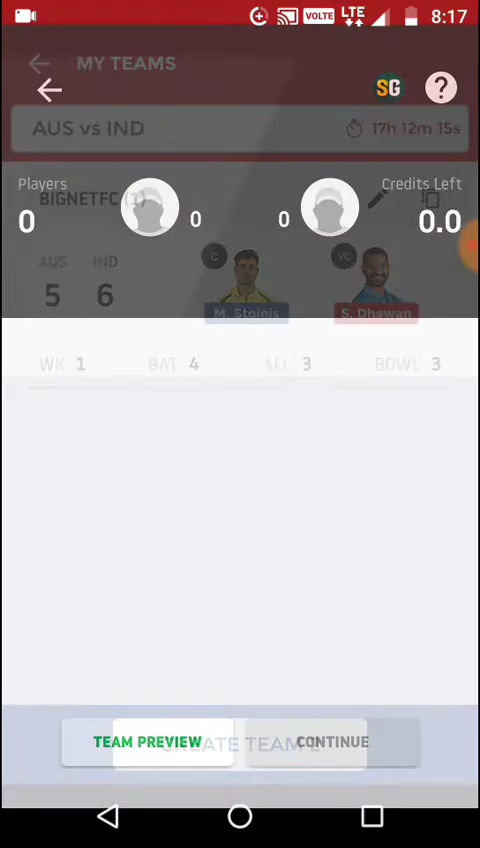 VOLTE LTE 8:17
MY TEAMS
SG ?
AUS vs IND 17h 12m 15s
Players Credits Left
BIGNETFC (1)
0 0 0 0.0
AUS IND C VC
5 6
M. Stoinis S. Dhawan
WK 1 BAT 4 ALL 3 BOWL 3
TEAM PREVIEW CONTINUE
CREATE TEAM 2